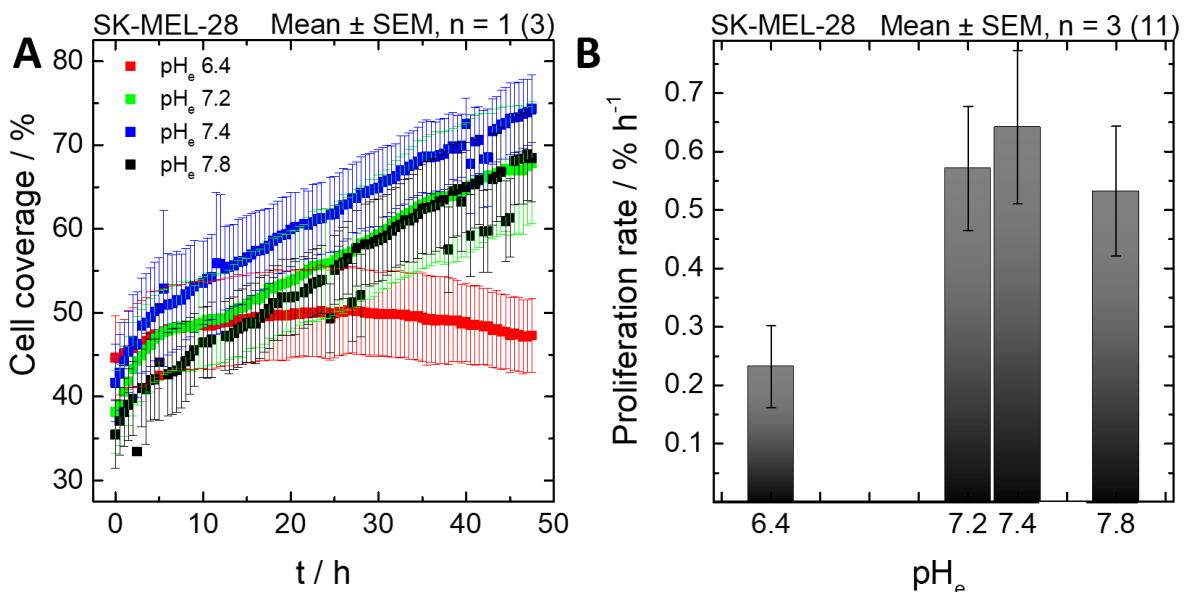 A
SK-MEL-28 Mean ± SEM, n = 1 (3)
pHₑ 6.4
pHₑ 7.2
pHₑ 7.4
pHₑ 7.8
Cell coverage / %
80
70
60
50
40
30
0 10 20 30 40 50
t / h
B
SK-MEL-28 Mean ± SEM, n = 3 (11)
Proliferation rate / % h⁻¹
0.7
0.6
0.5
0.4
0.3
0.2
0.1
6.4 7.2 7.4 7.8
pHₑ